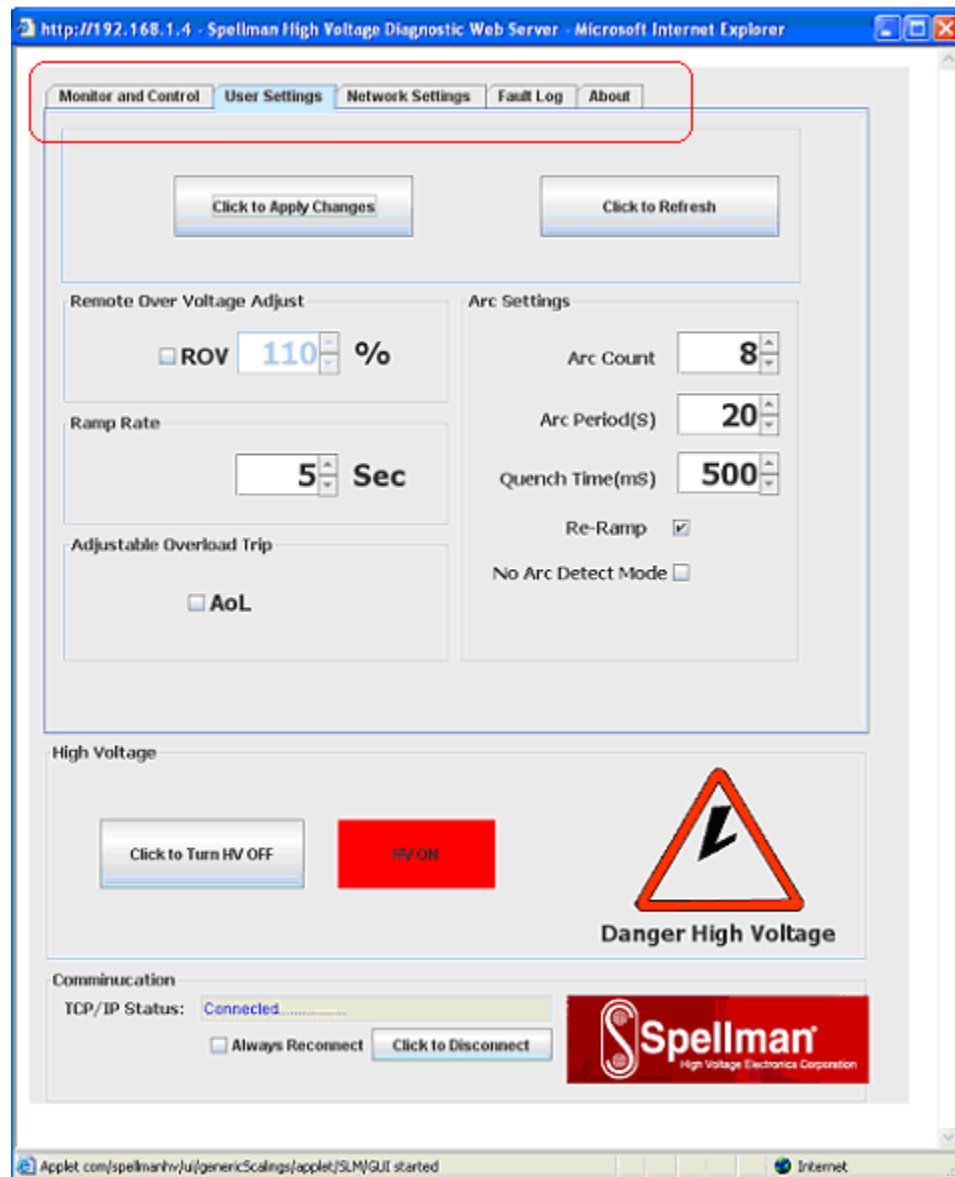 http://192.168.1.4 - Spellman High Voltage Diagnostic Web Server - Microsoft Internet Explorer
Monitor and Control User Settings Network Settings Fault Log About
Click to Apply Changes Click to Refresh
Remote Over Voltage Adjust
ROV 110 %
Ramp Rate
5 Sec
Adjustable Overload Trip
AoL
Arc Settings
Arc Count 8
Arc Period(S) 20
Quench Time(mS) 500
Re-Ramp
No Arc Detect Mode
High Voltage
Click to Turn HV OFF HV ON
Danger High Voltage
Comminucation
TCP/IP Status: Connected...............
Always Reconnect Click to Disconnect
Spellman
High Voltage Electronics Corporation
Applet com/spellmanhv/ui/genericScalings/applet/SLM/GUI started Internet